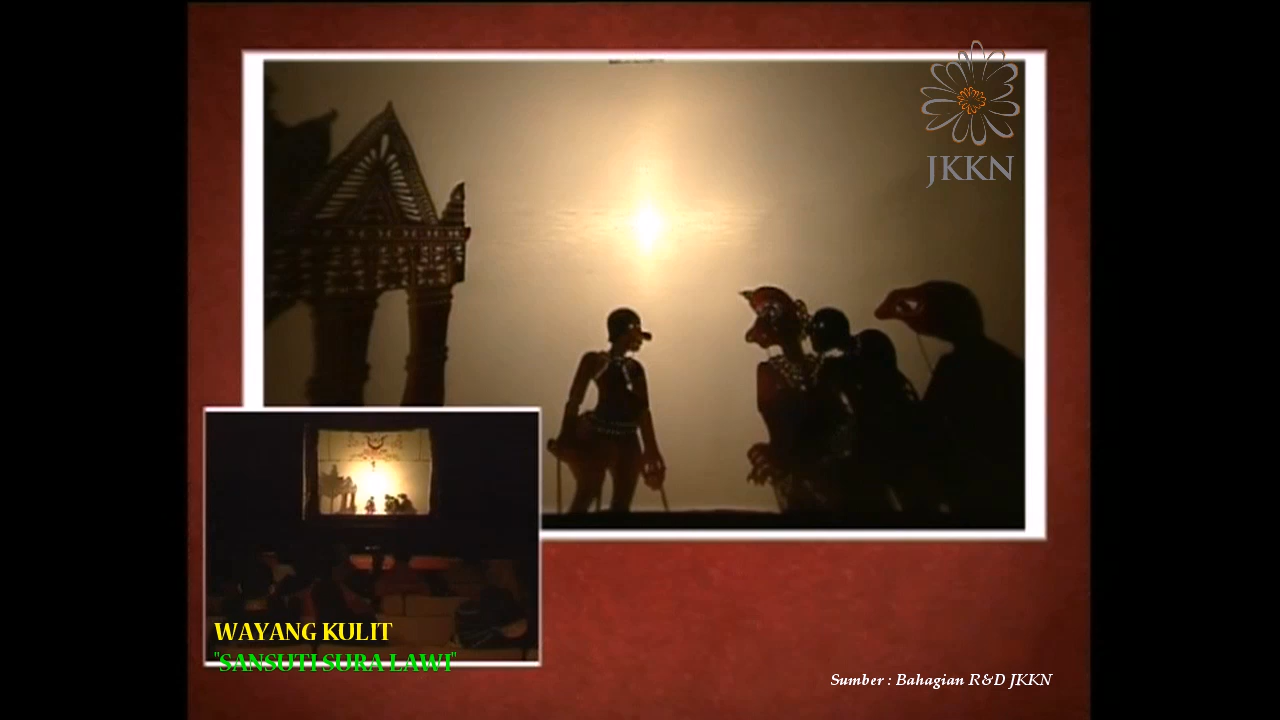 JKKN
WAYANG KULIT
"SANSUTI SURA LAWI"
Sumber : Bahagian R&D JKKN